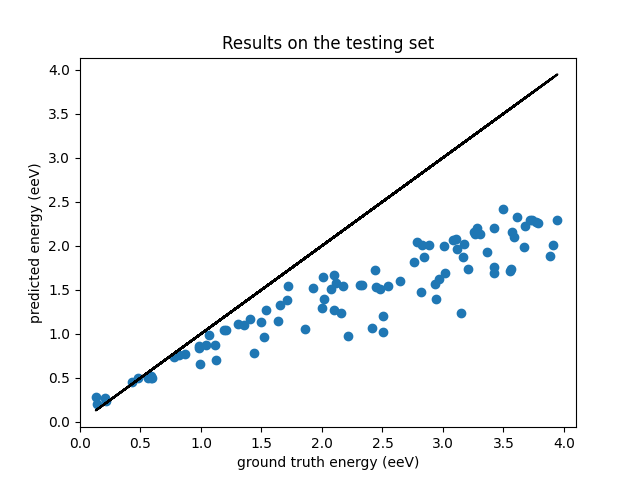 Results on the testing set
4.0
3.5
3.0
2.5
2.0
1.5
1.0
0.5
0.0
predicted energy (eeV)
0.0 0.5 1.0 1.5 2.0 2.5 3.0 3.5 4.0
ground truth energy (eeV)